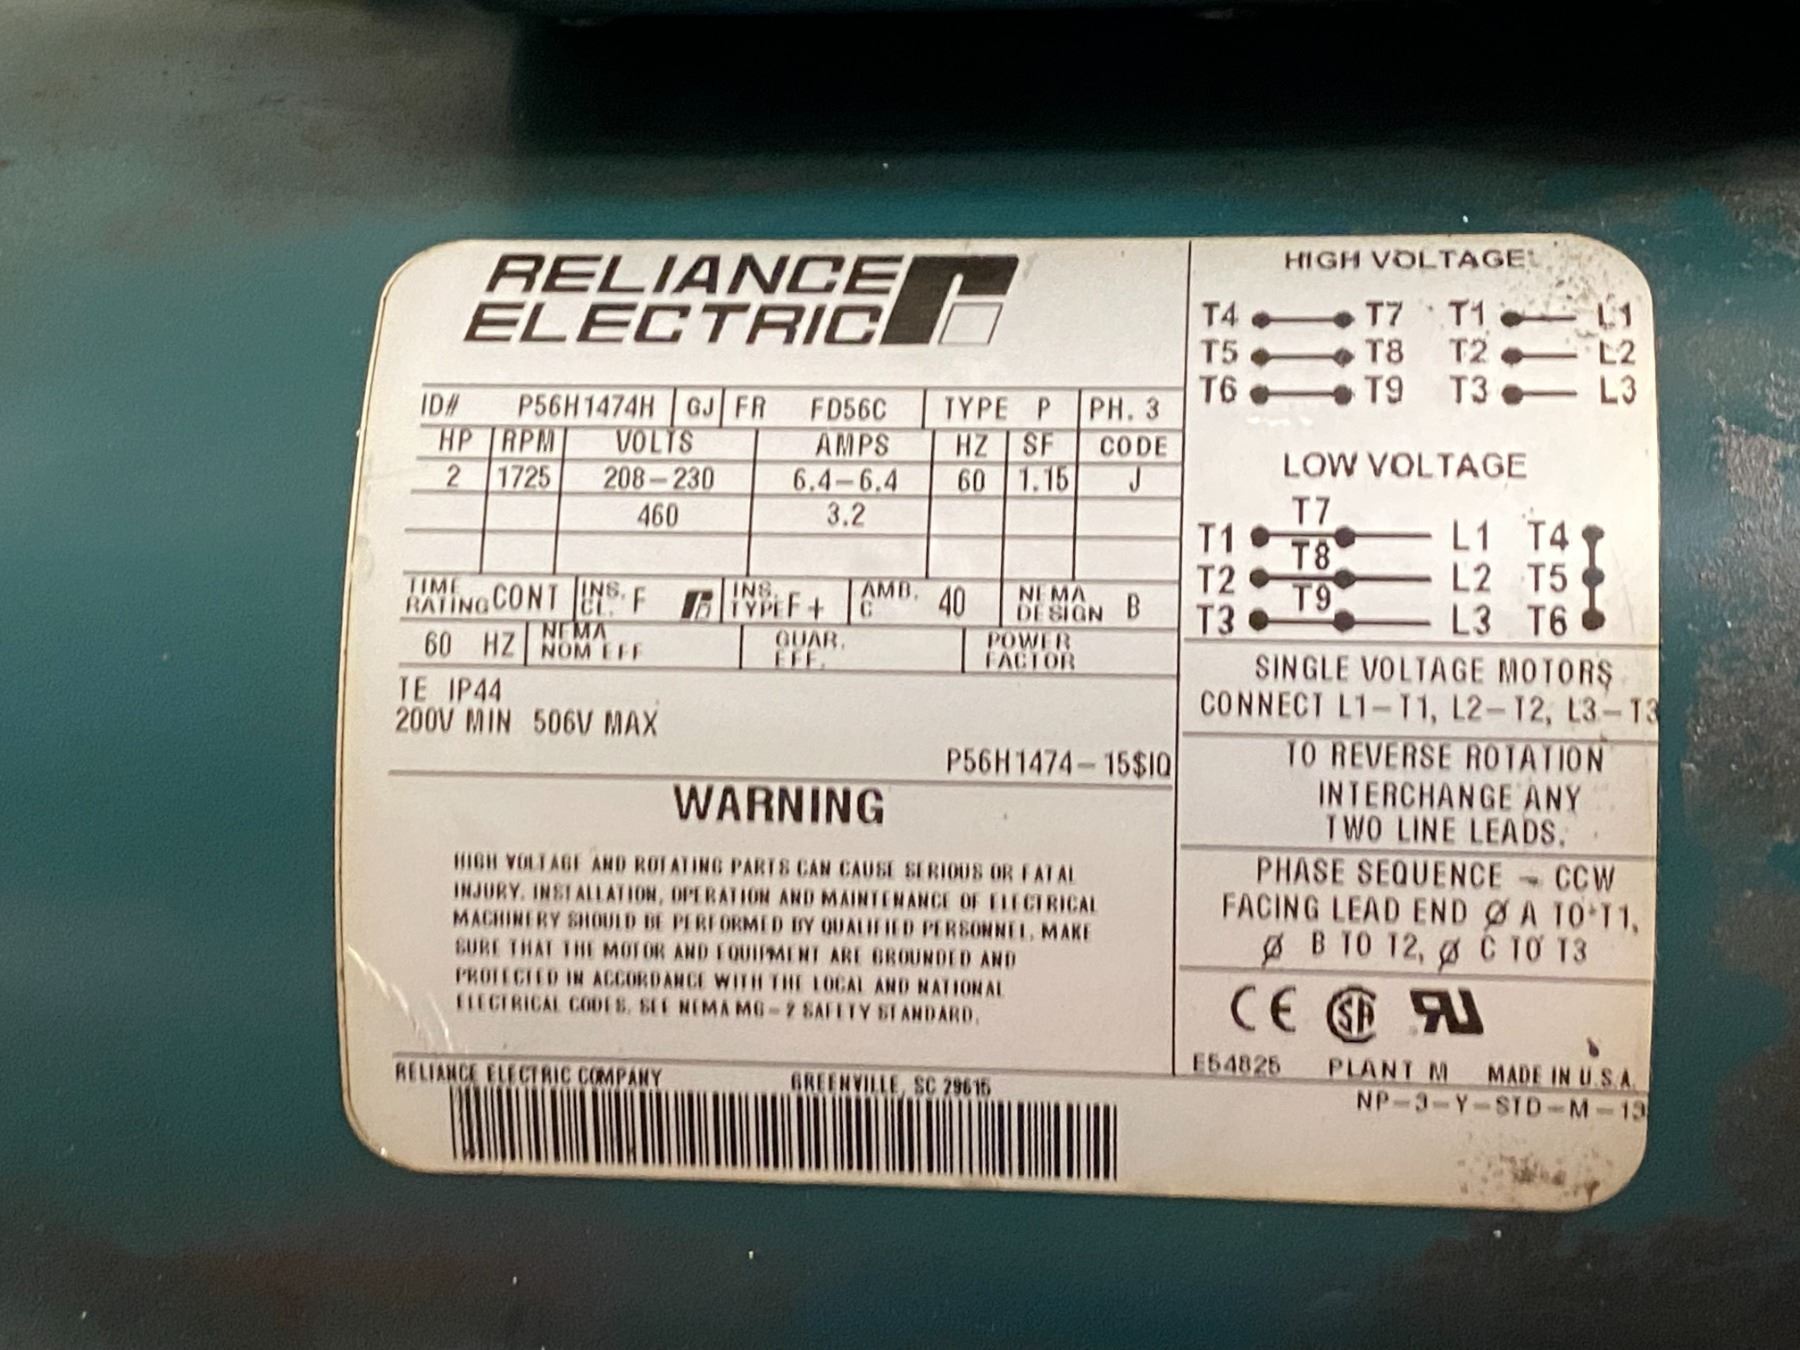 RELIANCE
ELECTRIC
ID# P56H1474H GJ FR FD56C TYPE P PH. 3
HP RPM VOLTS AMPS HZ SF CODE
2 1725 208-230 6.4-6.4 60 1.15 J
460 3.2
TIME RATING CONT INS. CL. F INS. TYPE F+ AMB. C 40 NEMA DESIGN B
60 HZ NEMA NOM EFF GUAR. EFF. POWER FACTOR
TE IP44
200V MIN 506V MAX
P56H1474-15$IQ
WARNING
HIGH VOLTAGE AND ROTATING PARTS CAN CAUSE SERIOUS OR FATAL
INJURY. INSTALLATION, OPERATION AND MAINTENANCE OF ELECTRICAL
MACHINERY SHOULD BE PERFORMED BY QUALIFIED PERSONNEL. MAKE
SURE THAT THE MOTOR AND EQUIPMENT ARE GROUNDED AND
PROTECTED IN ACCORDANCE WITH THE LOCAL AND NATIONAL
ELECTRICAL CODES. SEE NEMA MG-2 SAFETY STANDARD.
RELIANCE ELECTRIC COMPANY GREENVILLE, SC 29615
HIGH VOLTAGE
T4 T7 T1 L1
T5 T8 T2 L2
T6 T9 T3 L3
LOW VOLTAGE
T7
T1 L1 T4
T8
T2 L2 T5
T9
T3 L3 T6
SINGLE VOLTAGE MOTORS
CONNECT L1-T1, L2-T2, L3-T3
TO REVERSE ROTATION
INTERCHANGE ANY
TWO LINE LEADS.
PHASE SEQUENCE - CCW
FACING LEAD END Ø A TO T1,
Ø B TO T2, Ø C TO T3
CE SA RU
E54825 PLANT M MADE IN U.S.A.
NP-3-Y-STD-M-13